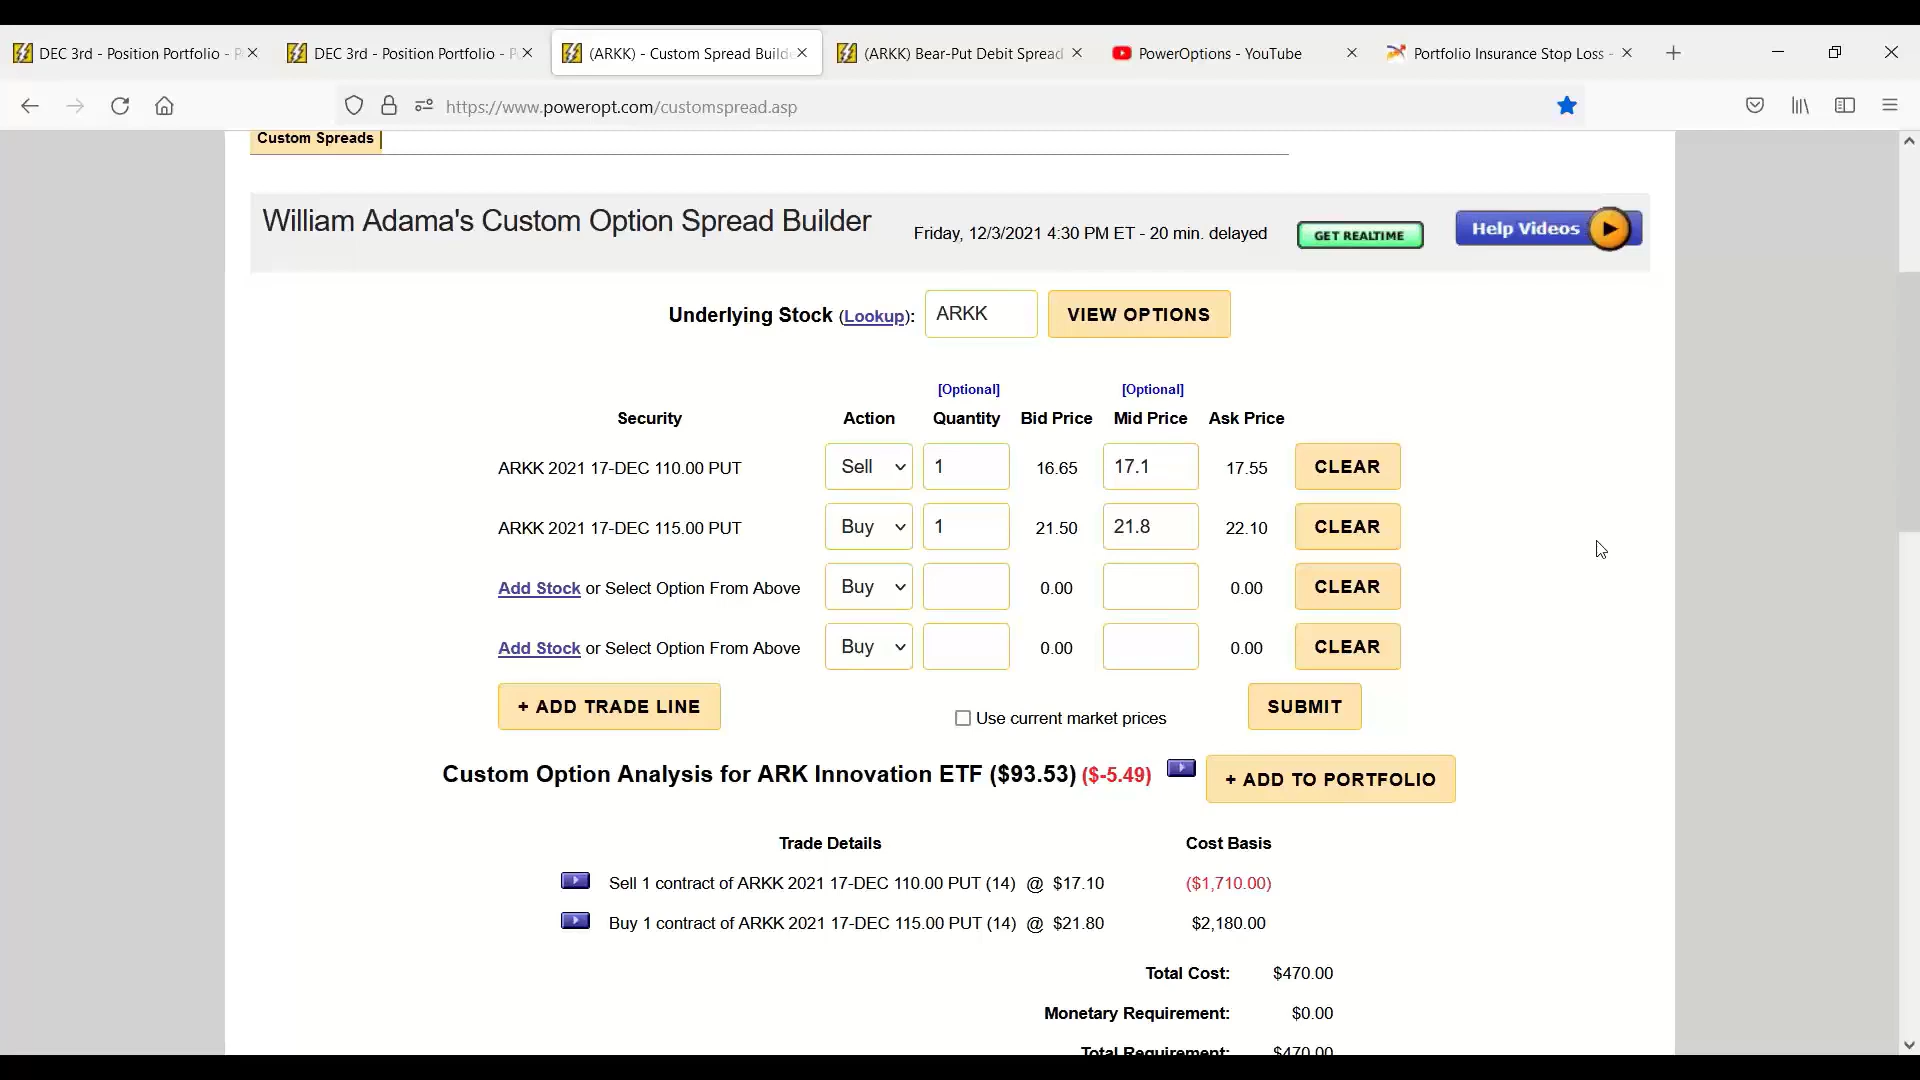 DEC 3rd - Position Portfolio - P
DEC 3rd - Position Portfolio - P
(ARKK) - Custom Spread Builde
(ARKK) Bear-Put Debit Spread
PowerOptions - YouTube
Portfolio Insurance Stop Loss -
https://www.poweropt.com/customspread.asp
Custom Spreads
William Adama's Custom Option Spread Builder
Friday, 12/3/2021 4:30 PM ET - 20 min. delayed
GET REALTIME
Help Videos
Underlying Stock (Lookup): ARKK VIEW OPTIONS
[Optional] [Optional]
Security Action Quantity Bid Price Mid Price Ask Price
ARKK 2021 17-DEC 110.00 PUT Sell 1 16.65 17.1 17.55 CLEAR
ARKK 2021 17-DEC 115.00 PUT Buy 1 21.50 21.8 22.10 CLEAR
Add Stock or Select Option From Above Buy 0.00 0.00 CLEAR
Add Stock or Select Option From Above Buy 0.00 0.00 CLEAR
+ ADD TRADE LINE Use current market prices SUBMIT
Custom Option Analysis for ARK Innovation ETF ($93.53) ($-5.49) + ADD TO PORTFOLIO
Trade Details Cost Basis
Sell 1 contract of ARKK 2021 17-DEC 110.00 PUT (14) @ $17.10 ($1,710.00)
Buy 1 contract of ARKK 2021 17-DEC 115.00 PUT (14) @ $21.80 $2,180.00
Total Cost: $470.00
Monetary Requirement: $0.00
Total Requirement: $470.00